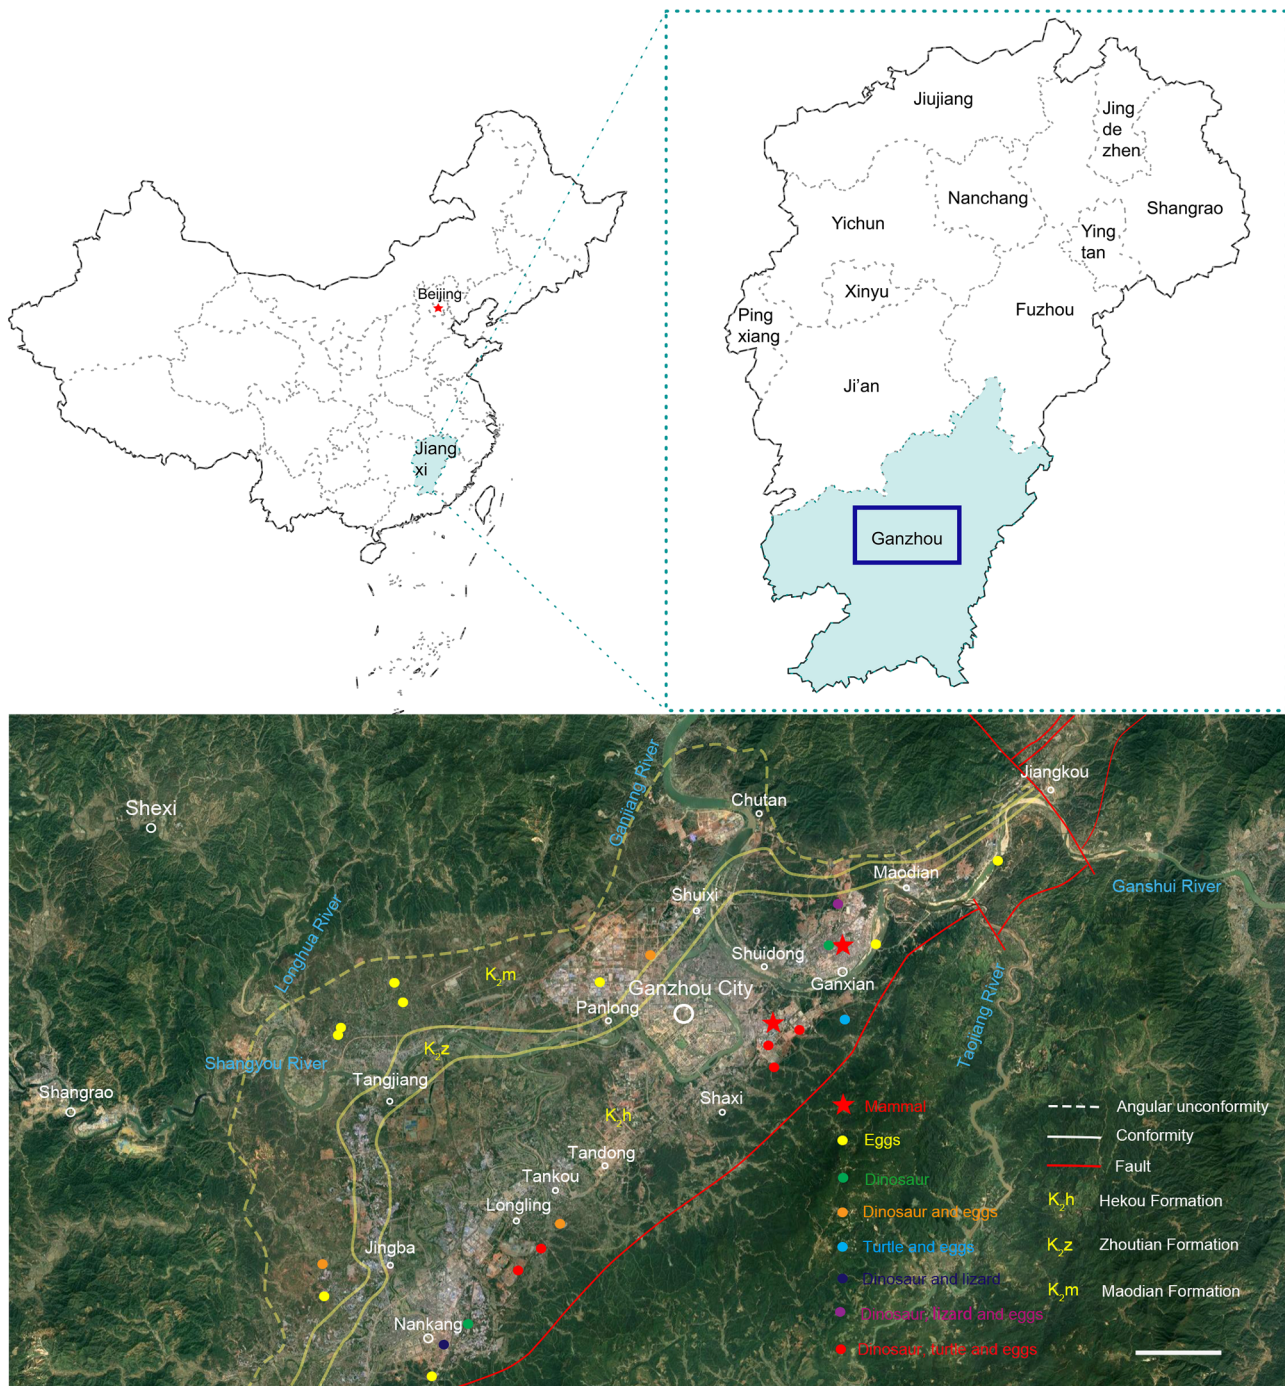 Beijing
Jiang
xi
Jiujiang
Jing
de
zhen
Nanchang
Shangrao
Yichun
Ying
tan
Xinyu
Fuzhou
Ping
xiang
Ji’an
Ganzhou
Ganjiang River
Jiangkou
Shexi
Chutan
Maodian
Ganshui River
Shuixi
Longhua River
Shuidong
K₂m
Ganxian
Ganzhou City
Panlong
Taojiang River
K₂z
Shangyou River
Tangjiang
Shangrao
Shaxi
K₂h
Tandong
Tankou
Longling
Jingba
Nankang
Mammal
Eggs
Dinosaur
Dinosaur and eggs
Turtle and eggs
Dinosaur and lizard
Dinosaur, lizard and eggs
Dinosaur, turtle and eggs
Angular unconformity
Conformity
Fault
K₂h Hekou Formation
K₂z Zhoutian Formation
K₂m Maodian Formation